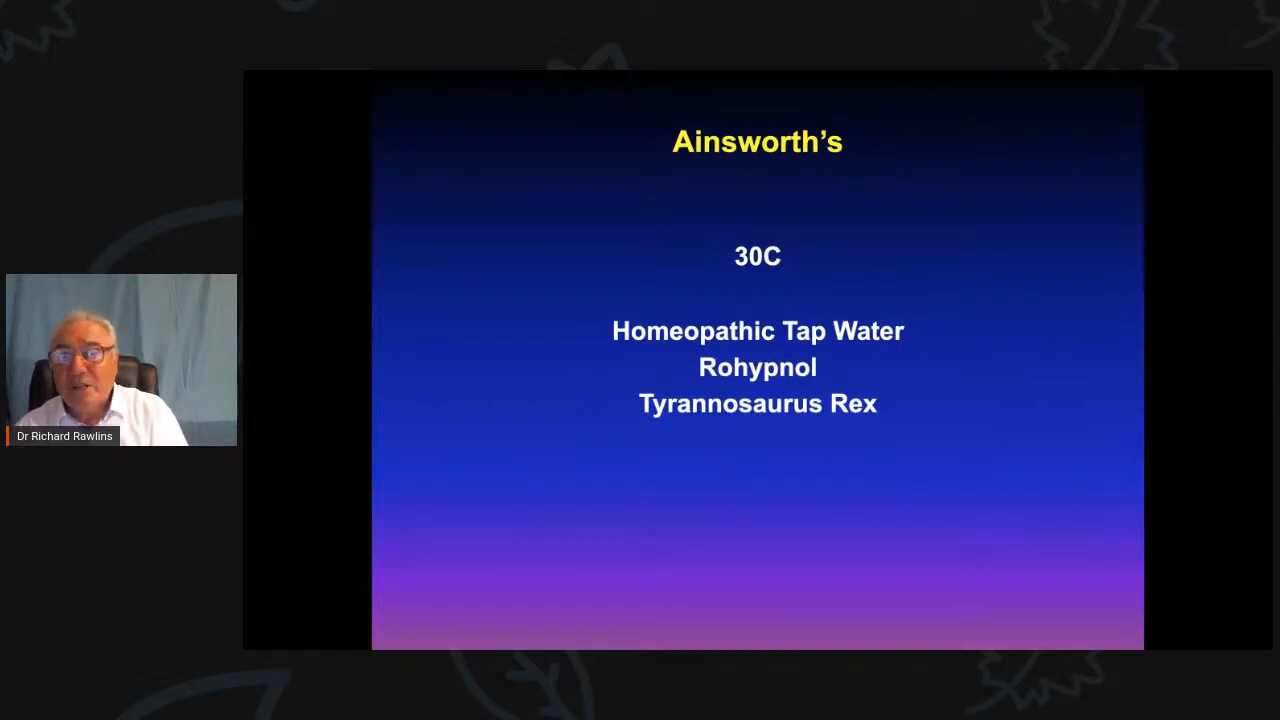 Ainsworth's
30C
Homeopathic Tap Water
Rohypnol
Tyrannosaurus Rex
Dr Richard Rawlins